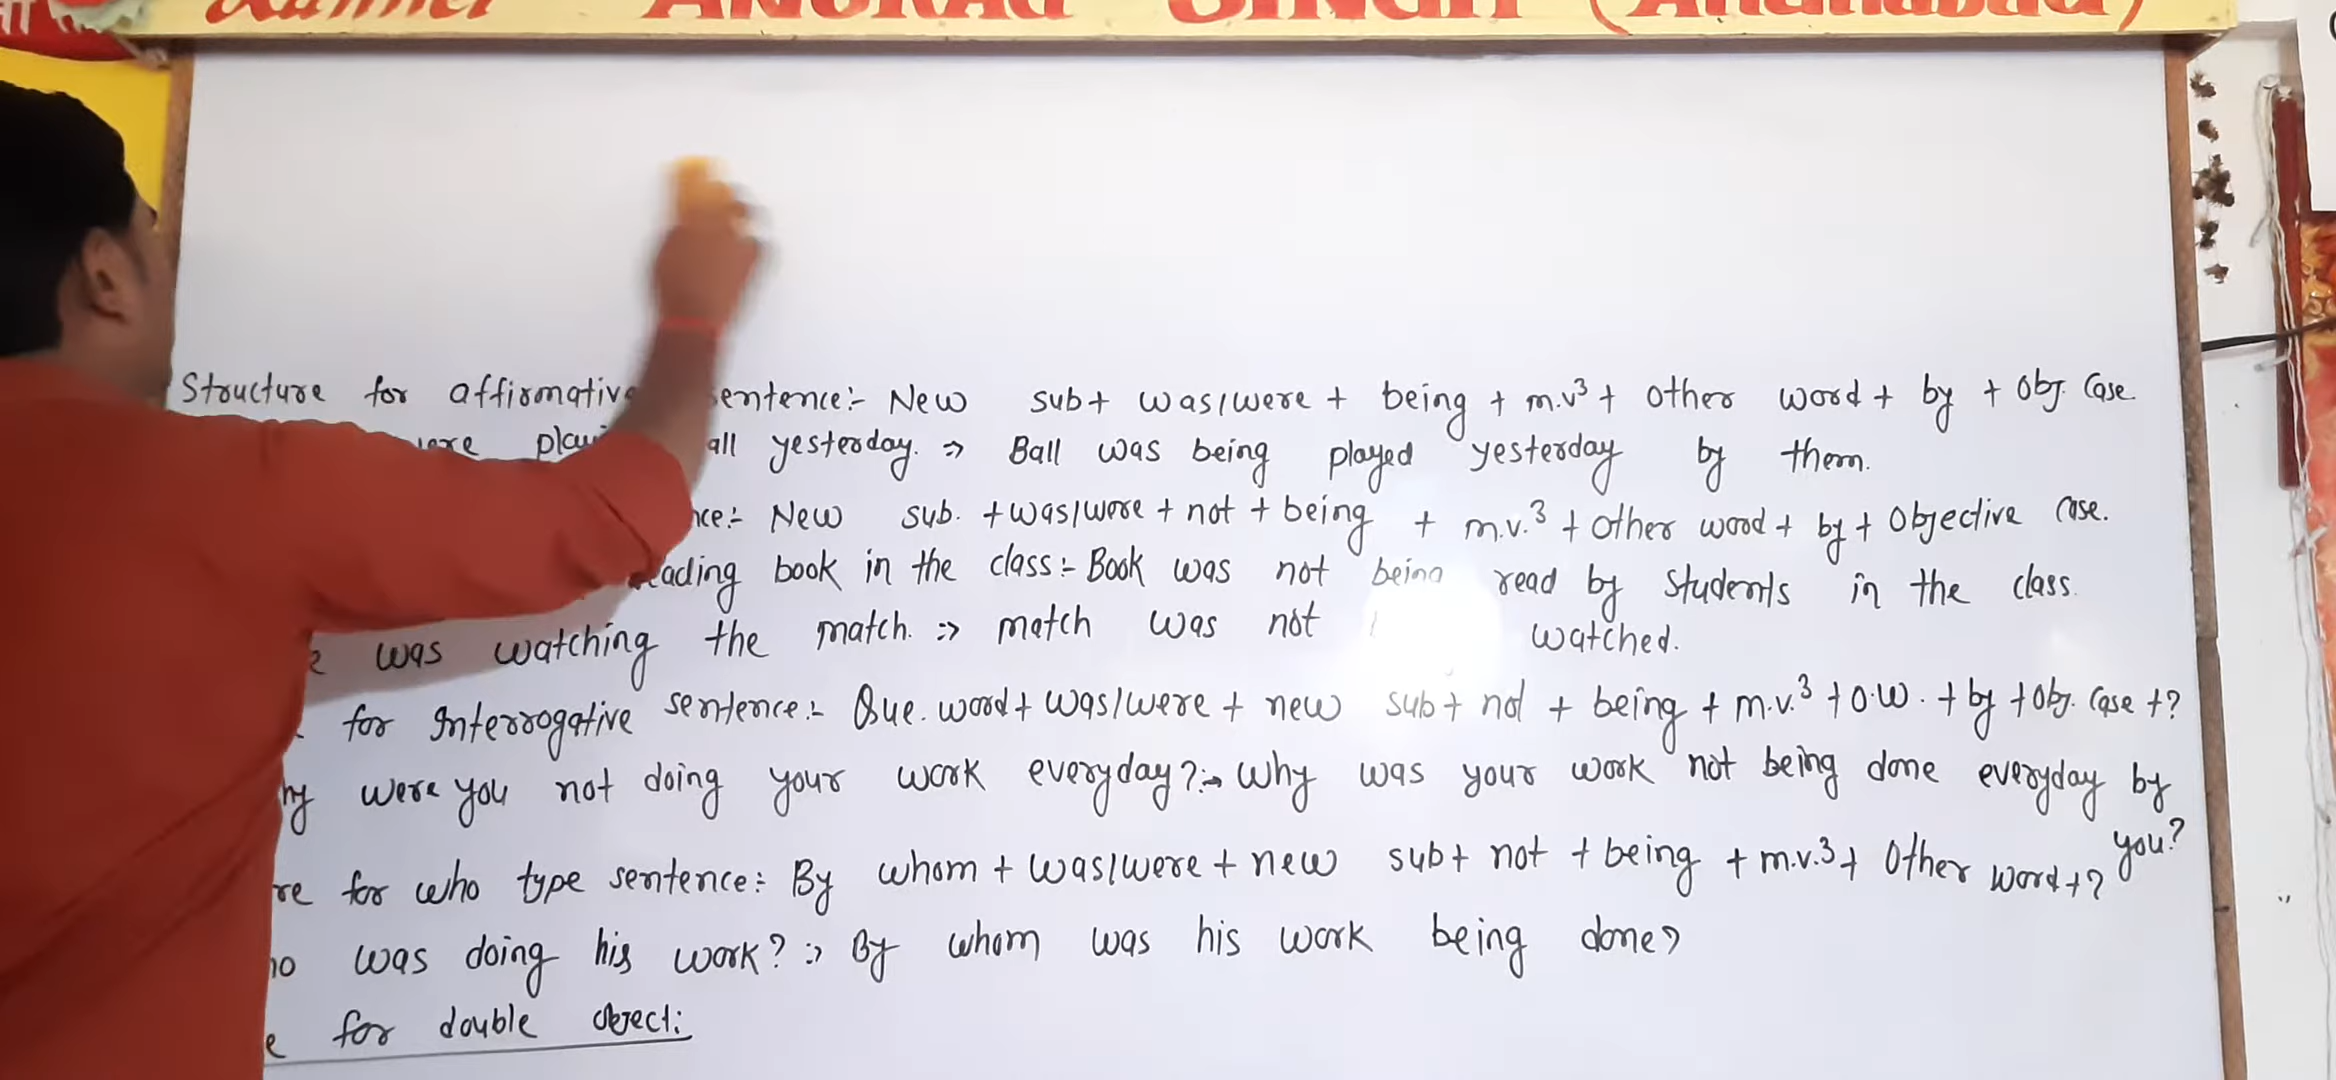 ANURAG SINGH (Allahabad)
Structure for affirmative sentence:- New sub+ was/were + being + m.v³ + other word + by + obj. Case
were yesterday. => Ball was being played yesterday by them.
New sub. + was/were + not + being + m.v.³ + other word + by + Objective case.
book in the class:- Book was not being read by students in the class.
was watching the match. => match was not watched.
for Interrogative sentence:- Que. word + was/were + new sub + not + being + m.v.³ + o.w. + by + obj. case +?
were you not doing your work everyday? :-> Why was your work not being done everyday by you?
for who type sentence:- By whom + was/were + new sub + not + being + m.v.³ + other word +?
was doing his work? => By whom was his work being done?
for double object: